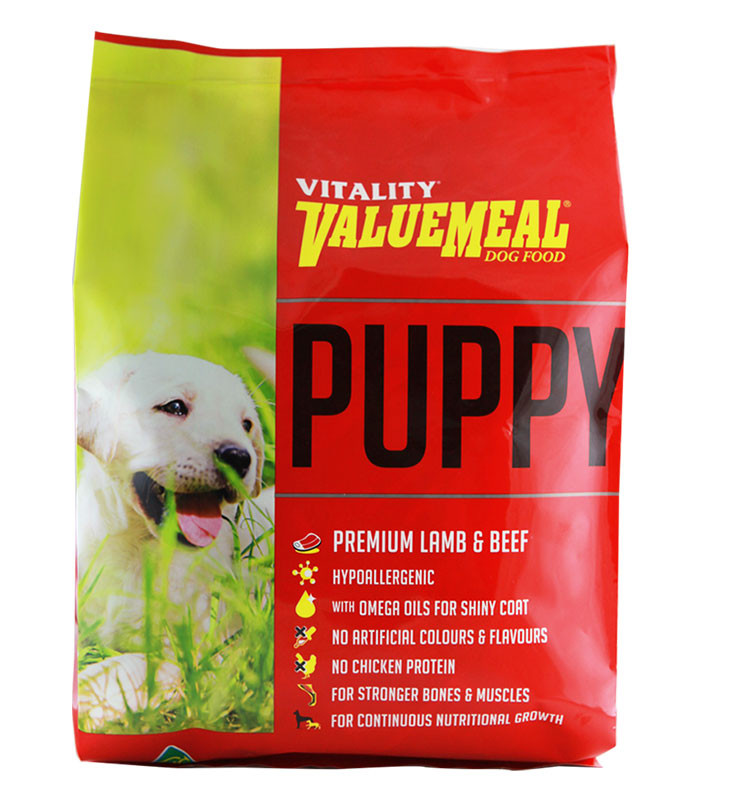 VITALITY®
VALUEMEAL®
DOG FOOD
PUPPY
PREMIUM LAMB & BEEF
HYPOALLERGENIC
WITH OMEGA OILS FOR SHINY COAT
NO ARTIFICIAL COLOURS & FLAVOURS
NO CHICKEN PROTEIN
FOR STRONGER BONES & MUSCLES
FOR CONTINUOUS NUTRITIONAL GROWTH